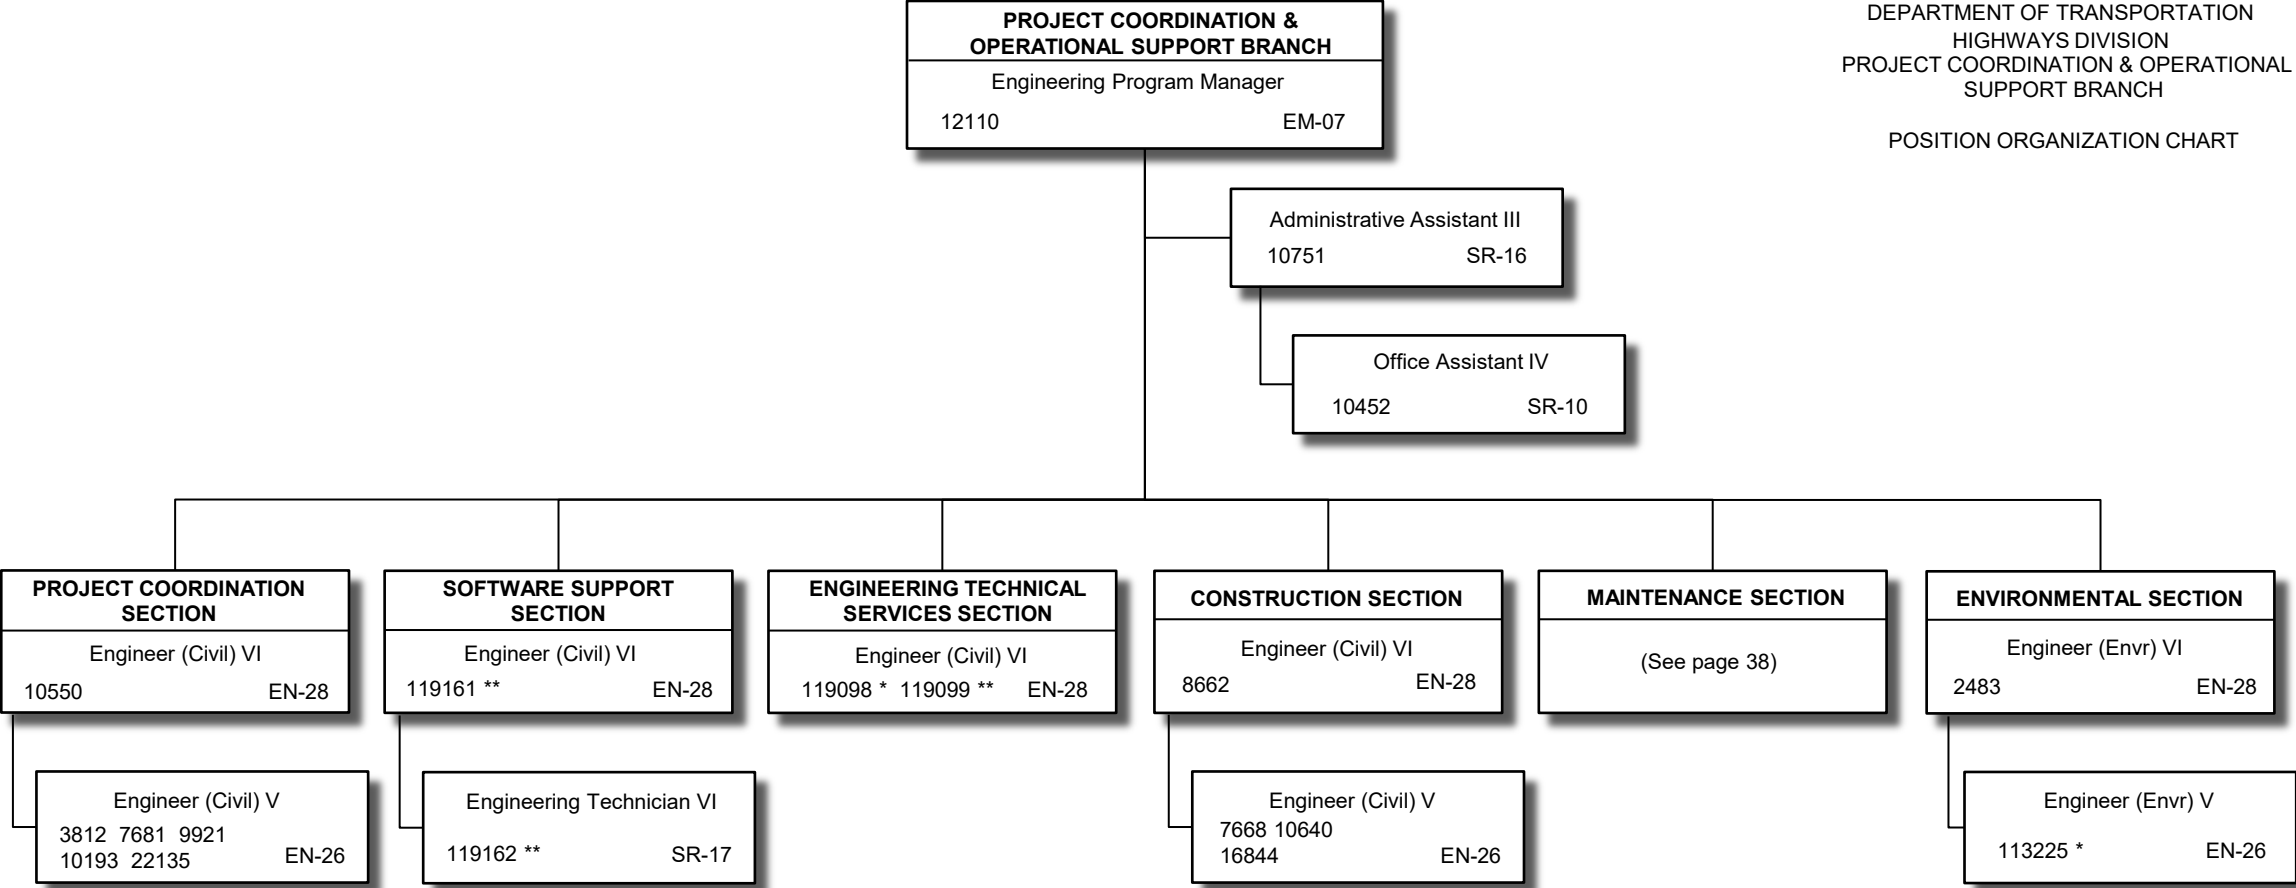 PROJECT COORDINATION &
OPERATIONAL SUPPORT BRANCH
Engineering Program Manager
12110 EM-07
DEPARTMENT OF TRANSPORTATION
HIGHWAYS DIVISION
PROJECT COORDINATION & OPERATIONAL
SUPPORT BRANCH
POSITION ORGANIZATION CHART
Administrative Assistant III
10751 SR-16
Office Assistant IV
10452 SR-10
PROJECT COORDINATION
SECTION
Engineer (Civil) VI
10550 EN-28
Engineer (Civil) V
3812 7681 9921
10193 22135 EN-26
SOFTWARE SUPPORT
SECTION
Engineer (Civil) VI
119161 ** EN-28
Engineering Technician VI
119162 ** SR-17
ENGINEERING TECHNICAL
SERVICES SECTION
Engineer (Civil) VI
119098 * 119099 ** EN-28
CONSTRUCTION SECTION
Engineer (Civil) VI
8662 EN-28
Engineer (Civil) V
7668 10640
16844 EN-26
MAINTENANCE SECTION
(See page 38)
ENVIRONMENTAL SECTION
Engineer (Envr) VI
2483 EN-28
Engineer (Envr) V
113225 * EN-26